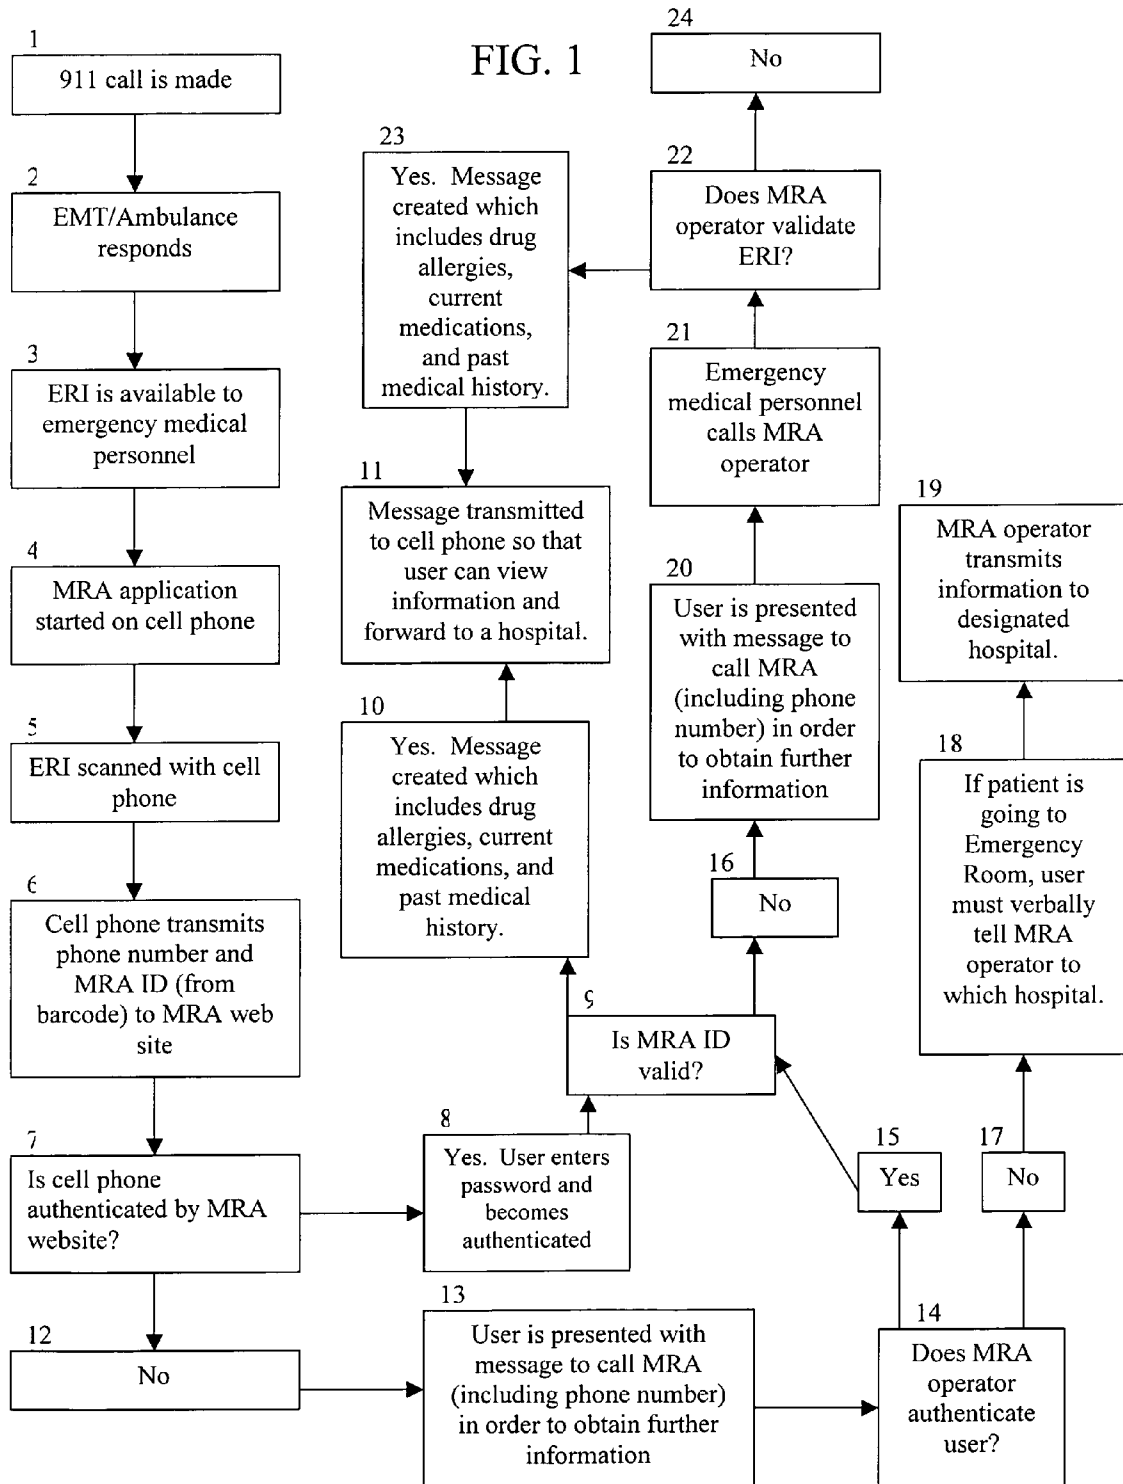 FIG. 1
1
911 call is made
2
EMT/Ambulance
responds
3
ERI is available to
emergency medical
personnel
4
MRA application
started on cell phone
5
ERI scanned with cell
phone
6
Cell phone transmits
phone number and
MRA ID (from
barcode) to MRA web
site
7
Is cell phone
authenticated by MRA
website?
8
Yes.  User enters
password and
becomes
authenticated
9
Is MRA ID
valid?
10
Yes.  Message
created which
includes drug
allergies, current
medications, and
past medical
history.
11
Message transmitted
to cell phone so that
user can view
information and
forward to a hospital.
12
No
13
User is presented with
message to call MRA
(including phone number)
in order to obtain further
information
14
Does MRA
operator
authenticate
user?
15
Yes
16
No
17
No
18
If patient is
going to
Emergency
Room, user
must verbally
tell MRA
operator to
which hospital.
19
MRA operator
transmits
information to
designated
hospital.
20
User is presented
with message to
call MRA
(including phone
number) in order
to obtain further
information
21
Emergency
medical personnel
calls MRA
operator
22
Does MRA
operator validate
ERI?
23
Yes.  Message
created which
includes drug
allergies,
current
medications,
and past
medical history.
24
No